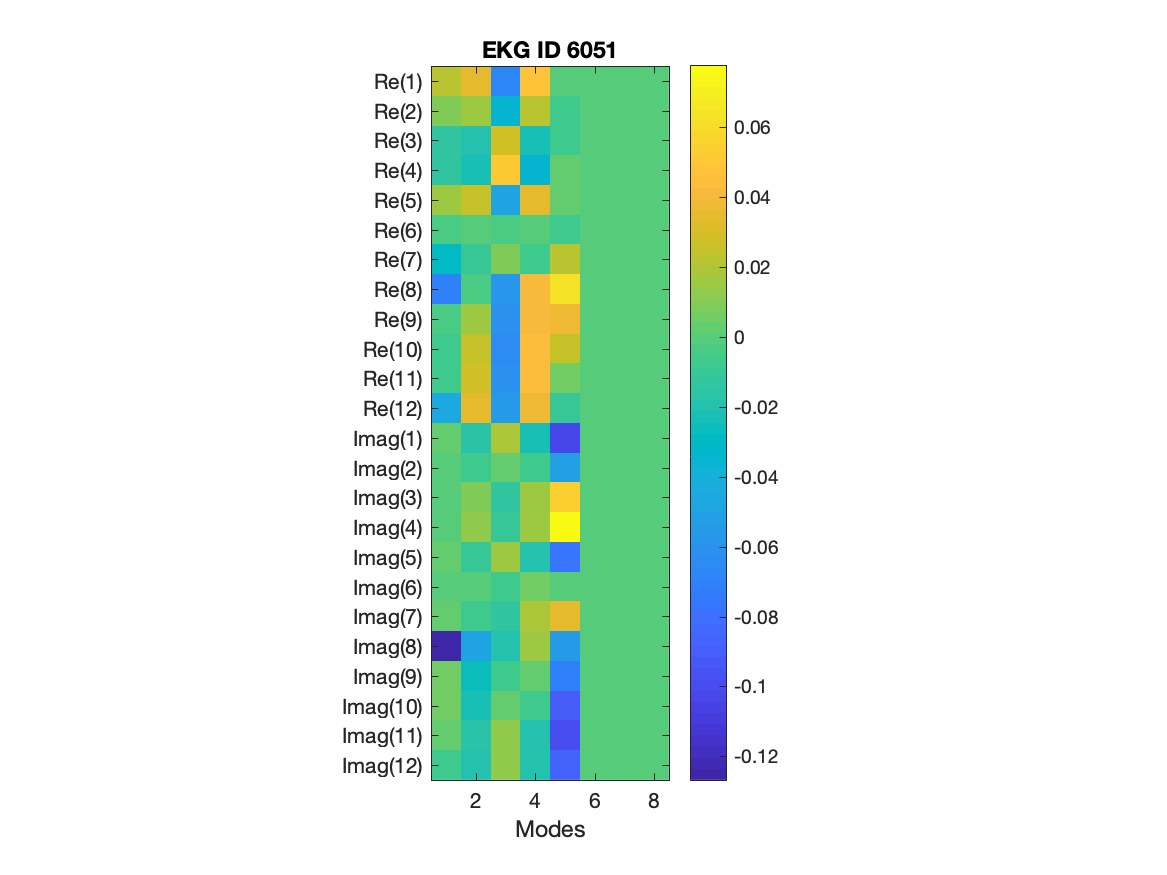 EKG ID 6051
Re(1)
Re(2)
Re(3)
Re(4)
Re(5)
Re(6)
Re(7)
Re(8)
Re(9)
Re(10)
Re(11)
Re(12)
Imag(1)
Imag(2)
Imag(3)
Imag(4)
Imag(5)
Imag(6)
Imag(7)
Imag(8)
Imag(9)
Imag(10)
Imag(11)
Imag(12)
2 4 6 8
Modes
0.06
0.04
0.02
0
-0.02
-0.04
-0.06
-0.08
-0.1
-0.12